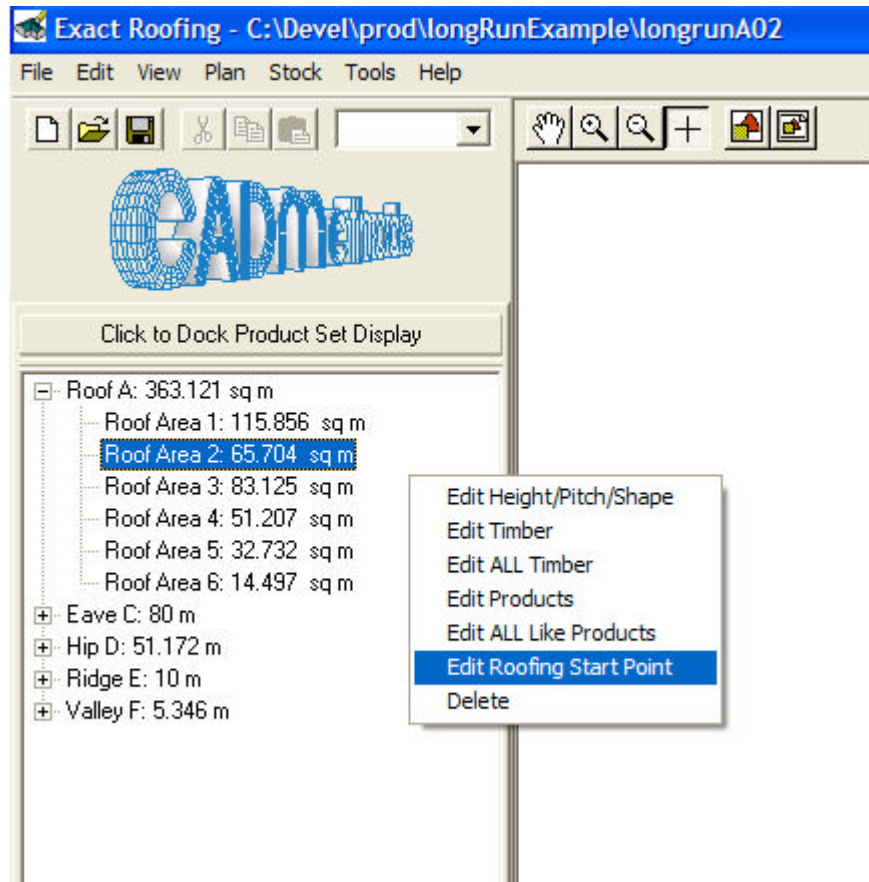 Exact Roofing - C:\Devel\prod\longRunExample\longrunA02
File Edit View Plan Stock Tools Help
CADMethods
Click to Dock Product Set Display
Roof A: 363.121 sq m
Roof Area 1: 115.856 sq m
Roof Area 2: 65.704 sq m
Roof Area 3: 83.125 sq m
Roof Area 4: 51.207 sq m
Roof Area 5: 32.732 sq m
Roof Area 6: 14.497 sq m
Eave C: 80 m
Hip D: 51.172 m
Ridge E: 10 m
Valley F: 5.346 m
Edit Height/Pitch/Shape
Edit Timber
Edit ALL Timber
Edit Products
Edit ALL Like Products
Edit Roofing Start Point
Delete